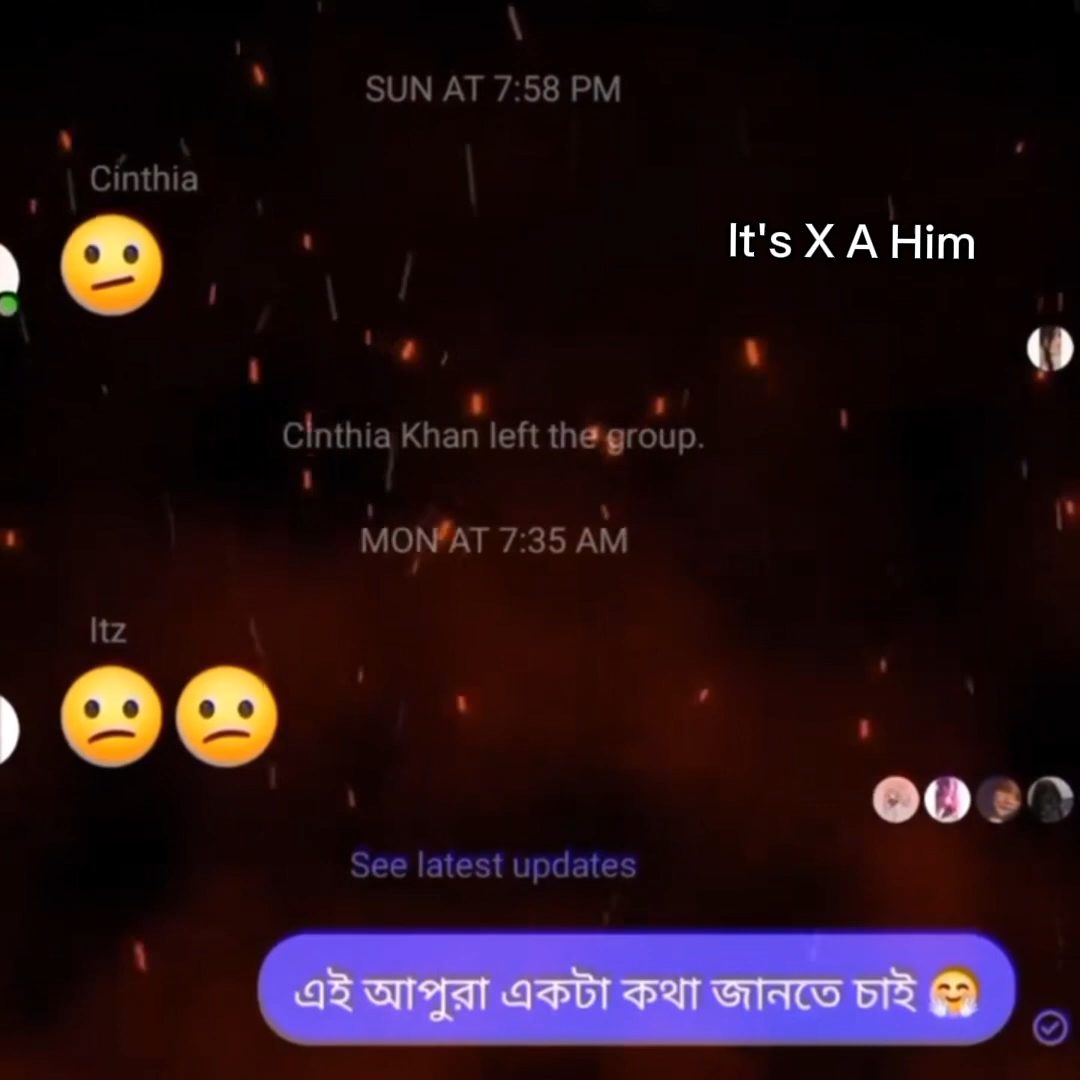 SUN AT 7:58 PM
Cinthia
It's X A Him
Cinthia Khan left the group.
MON AT 7:35 AM
Itz
See latest updates
এই আপুরা একটা কথা জানতে চাই 🤗